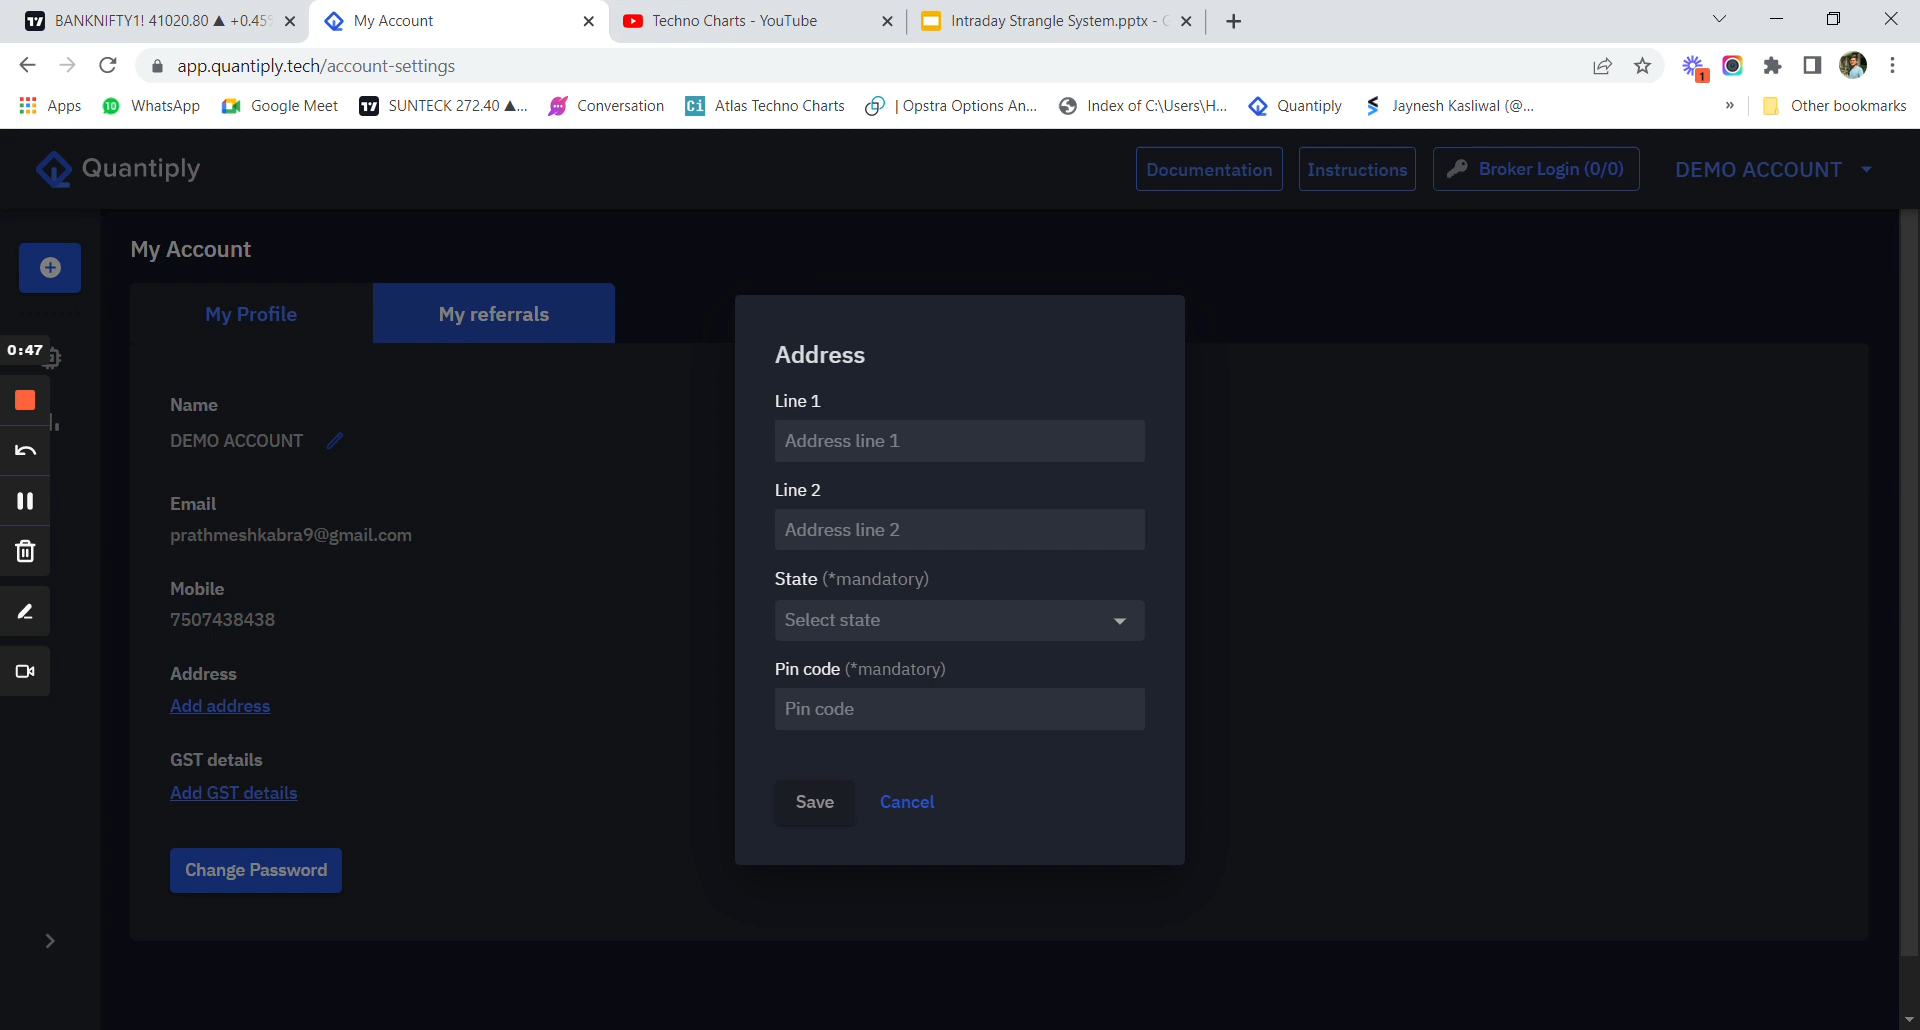 BANKNIFTY1! 41020.80 ▲ +0.45%
My Account
Techno Charts - YouTube
Intraday Strangle System.pptx -
app.quantiply.tech/account-settings
1
Apps
10
WhatsApp
Google Meet
SUNTECK 272.40 ▲...
Conversation
Ci
Atlas Techno Charts
| Opstra Options An...
Index of C:\Users\H...
Quantiply
Jaynesh Kasliwal (@...
»
Other bookmarks
Quantiply
Documentation
Instructions
Broker Login (0/0)
DEMO ACCOUNT
My Account
My Profile
My referrals
0:47
Name
DEMO ACCOUNT
Email
prathmeshkabra9@gmail.com
Mobile
7507438438
Address
Add address
GST details
Add GST details
Change Password
Address
Line 1
Address line 1
Line 2
Address line 2
State (*mandatory)
Select state
Pin code (*mandatory)
Pin code
Save
Cancel